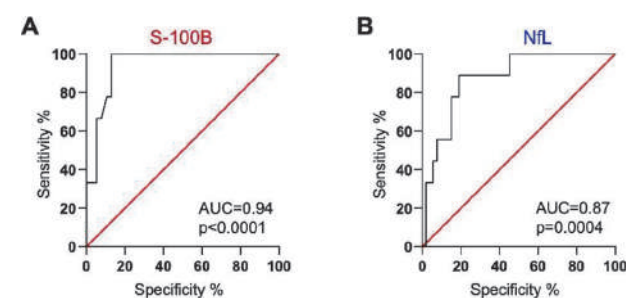 A
S-100B
Sensitivity %
100
80
60
40
20
0
AUC=0.94
p<0.0001
0 20 40 60 80 100
Specificity %
B
NfL
Sensitivity %
100
80
60
40
20
0
AUC=0.87
p=0.0004
0 20 40 60 80 100
Specificity %